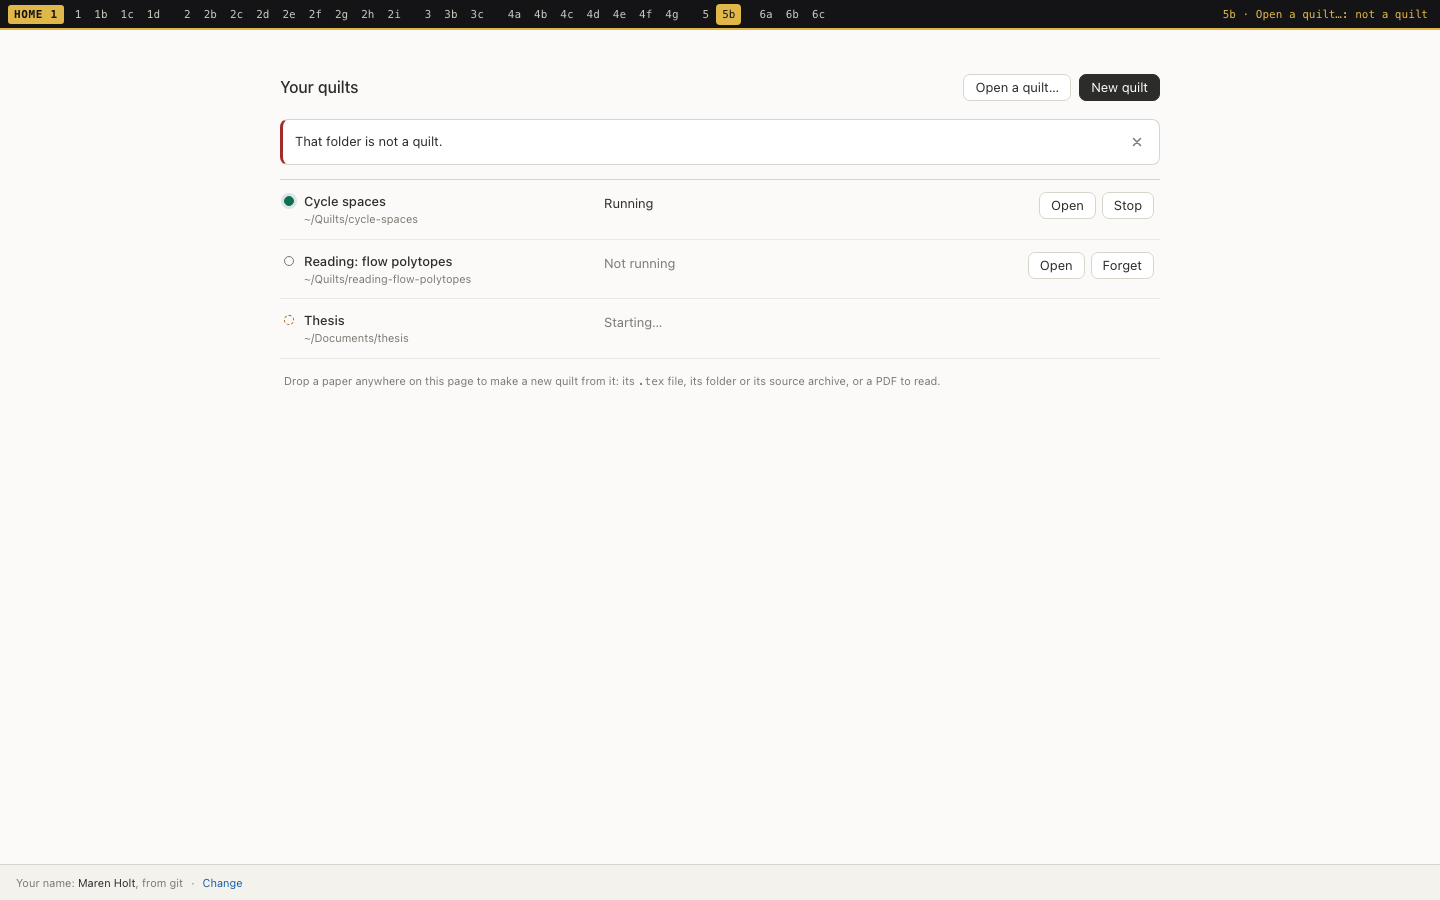 HOME 1 1 1b 1c 1d 2 2b 2c 2d 2e 2f 2g 2h 2i 3 3b 3c 4a 4b 4c 4d 4e 4f 4g 5 5b 6a 6b 6c 5b · Open a quilt…: not a quilt
Your quilts Open a quilt… New quilt
That folder is not a quilt. ×
Cycle spaces Running Open Stop
~/Quilts/cycle-spaces
Reading: flow polytopes Not running Open Forget
~/Quilts/reading-flow-polytopes
Thesis Starting…
~/Documents/thesis
Drop a paper anywhere on this page to make a new quilt from it: its .tex file, its folder or its source archive, or a PDF to read.
Your name: Maren Holt, from git · Change